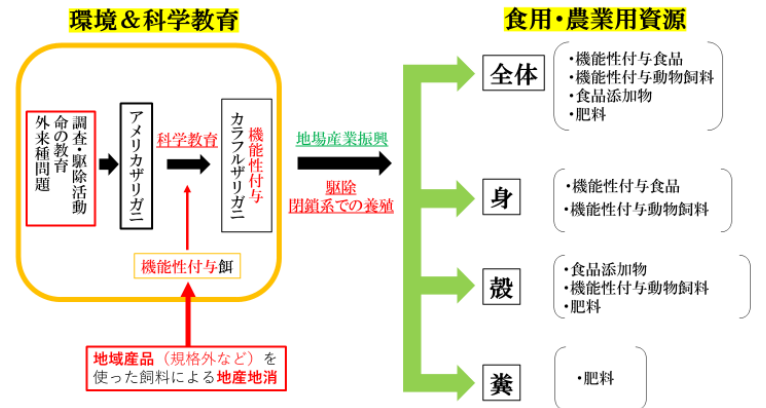 環境&科学教育
調査・駆除活動
命の教育
外来種問題
アメリカザリガニ
科学教育
機能性付与
カラフルザリガニ
機能性付与餌
地域産品（規格外など）を
使った飼料による地産地消
地場産業振興
駆除
閉鎖系での養殖
食用・農業用資源
全体
・機能性付与食品
・機能性付与動物飼料
・食品添加物
・肥料
身
・機能性付与食品
・機能性付与動物飼料
殻
・食品添加物
・機能性付与動物飼料
・肥料
糞
・肥料